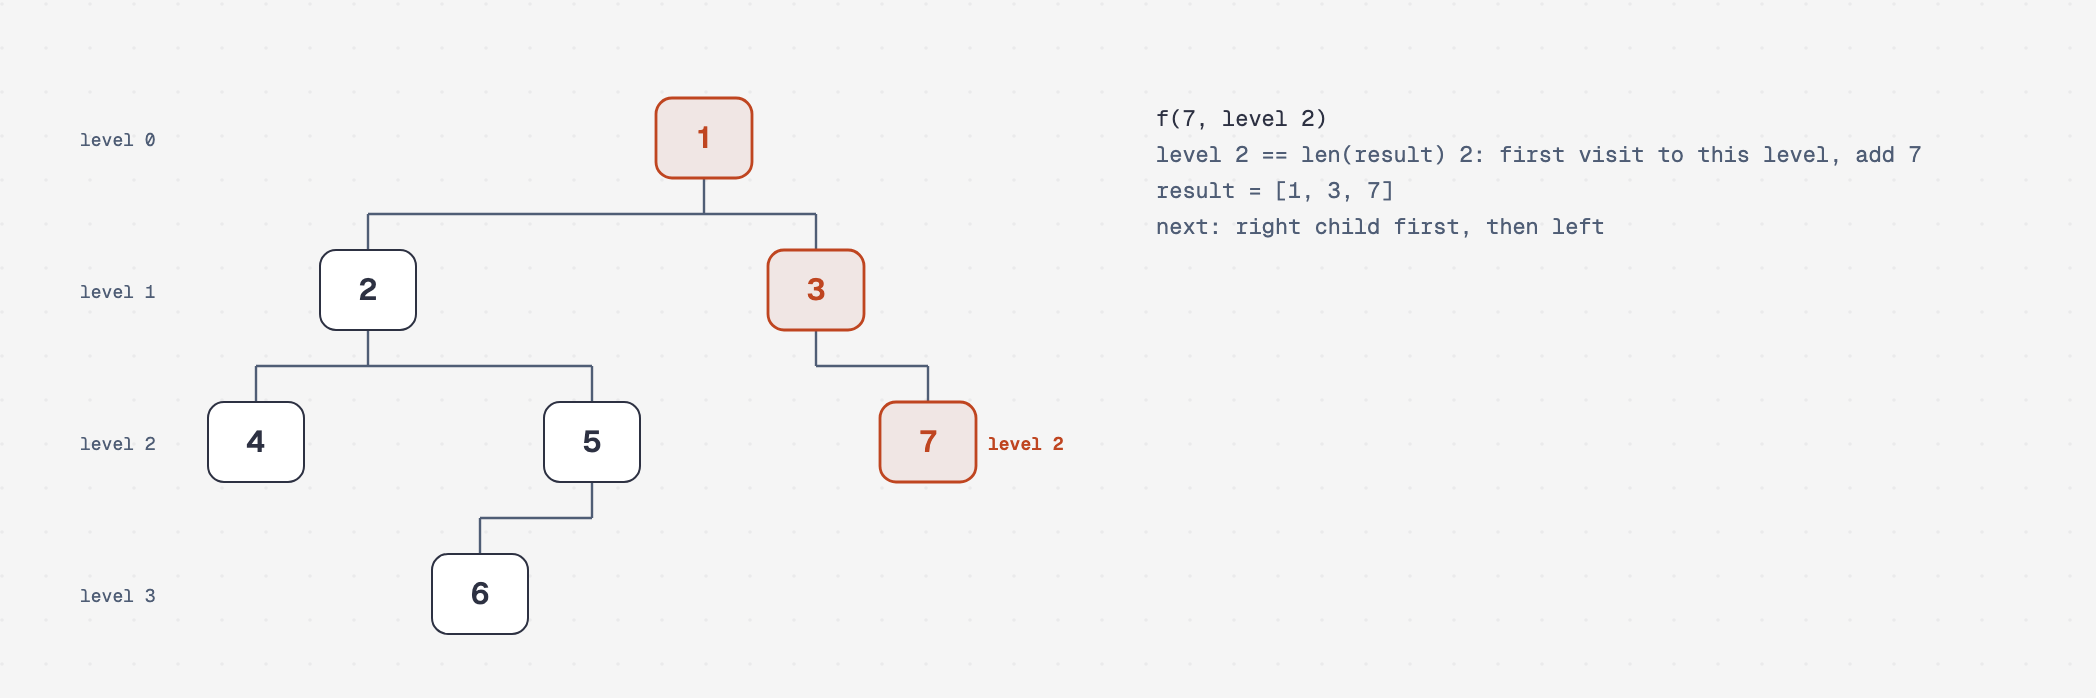 level 0
1
f(7, level 2)
level 2 == len(result) 2: first visit to this level, add 7
result = [1, 3, 7]
next: right child first, then left
level 1
2
3
level 2
4
5
7
level 2
level 3
6